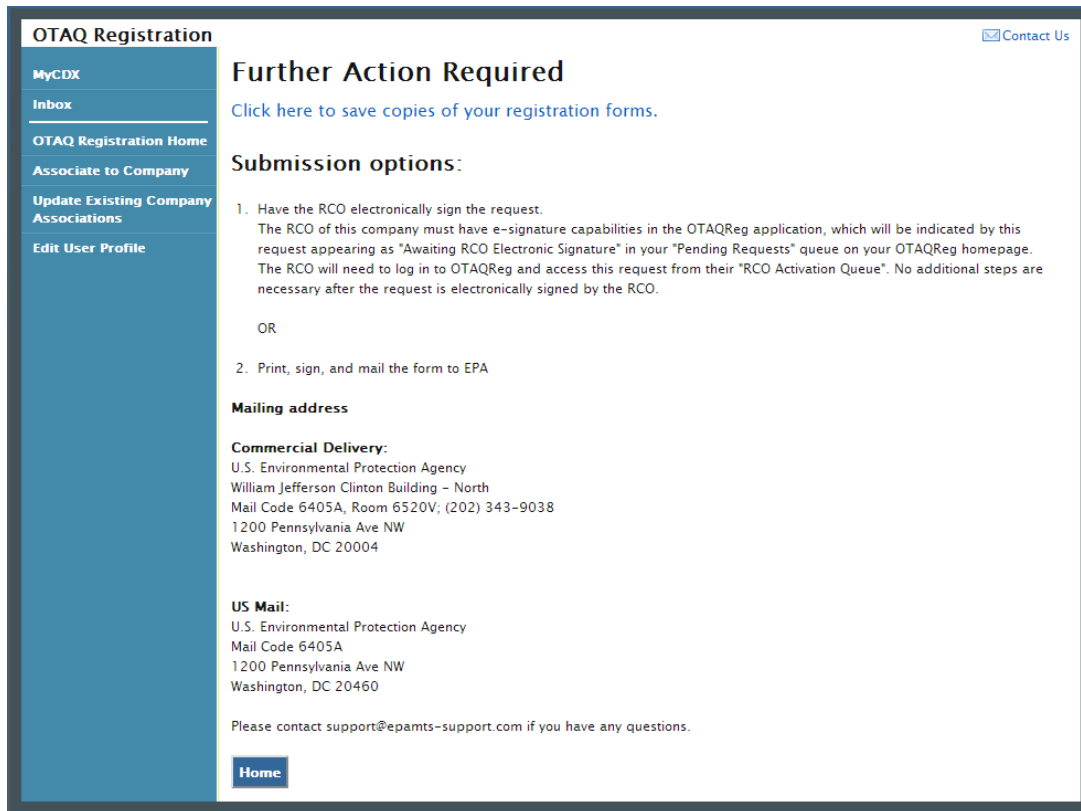 OTAQ Registration
Contact Us
MyCDX
Inbox
OTAQ Registration Home
Associate to Company
Update Existing Company
Associations
Edit User Profile
Further Action Required
Click here to save copies of your registration forms.
Submission options:
1. Have the RCO electronically sign the request.
The RCO of this company must have e-signature capabilities in the OTAQReg application, which will be indicated by this
request appearing as "Awaiting RCO Electronic Signature" in your "Pending Requests" queue on your OTAQReg homepage.
The RCO will need to log in to OTAQReg and access this request from their "RCO Activation Queue". No additional steps are
necessary after the request is electronically signed by the RCO.
OR
2. Print, sign, and mail the form to EPA
Mailing address
Commercial Delivery:
U.S. Environmental Protection Agency
William Jefferson Clinton Building - North
Mail Code 6405A, Room 6520V; (202) 343-9038
1200 Pennsylvania Ave NW
Washington, DC 20004
US Mail:
U.S. Environmental Protection Agency
Mail Code 6405A
1200 Pennsylvania Ave NW
Washington, DC 20460
Please contact support@epamts-support.com if you have any questions.
Home